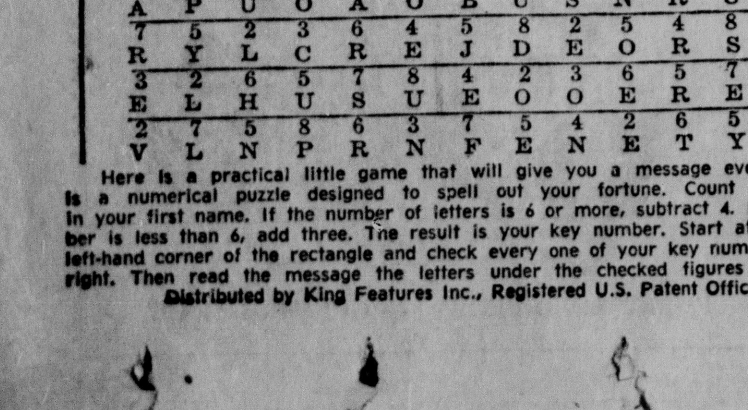 A P U O A O B U S N R
7 5 2 3 6 4 5 8 2 5 4 8
R Y L C R E J D E O R S
3 2 6 5 7 8 4 2 3 6 5 7
E L H U S U E O O E R E
2 7 5 8 6 3 7 5 4 2 6 5
V L N P R N F E N E T Y
Here is a practical little game that will give you a message
is a numerical puzzle designed to spell out your fortune. Count
in your first name. If the number of letters is 6 or more, subtract 4.
ber is less than 6, add three. The result is your key number. Start
left-hand corner of the rectangle and check every one of your key
right. Then read the message the letters under the checked figures
Distributed by King Features Inc., Registered U.S. Patent